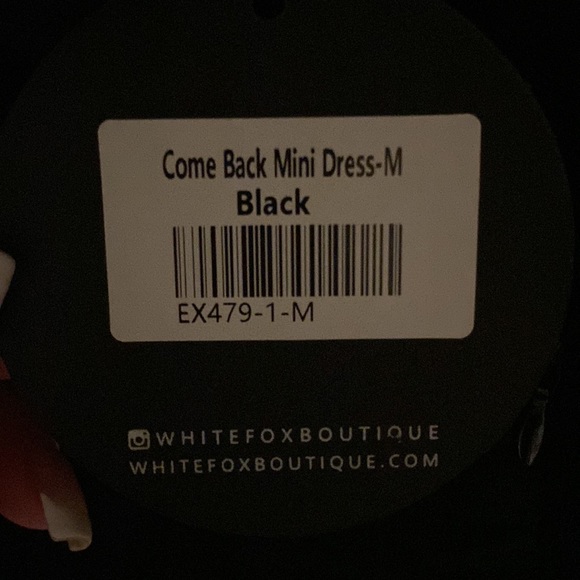 Come Back Mini Dress-M
Black
EX479-1-M
WHITEFOXBOUTIQUE
WHITEFOXBOUTIQUE.COM